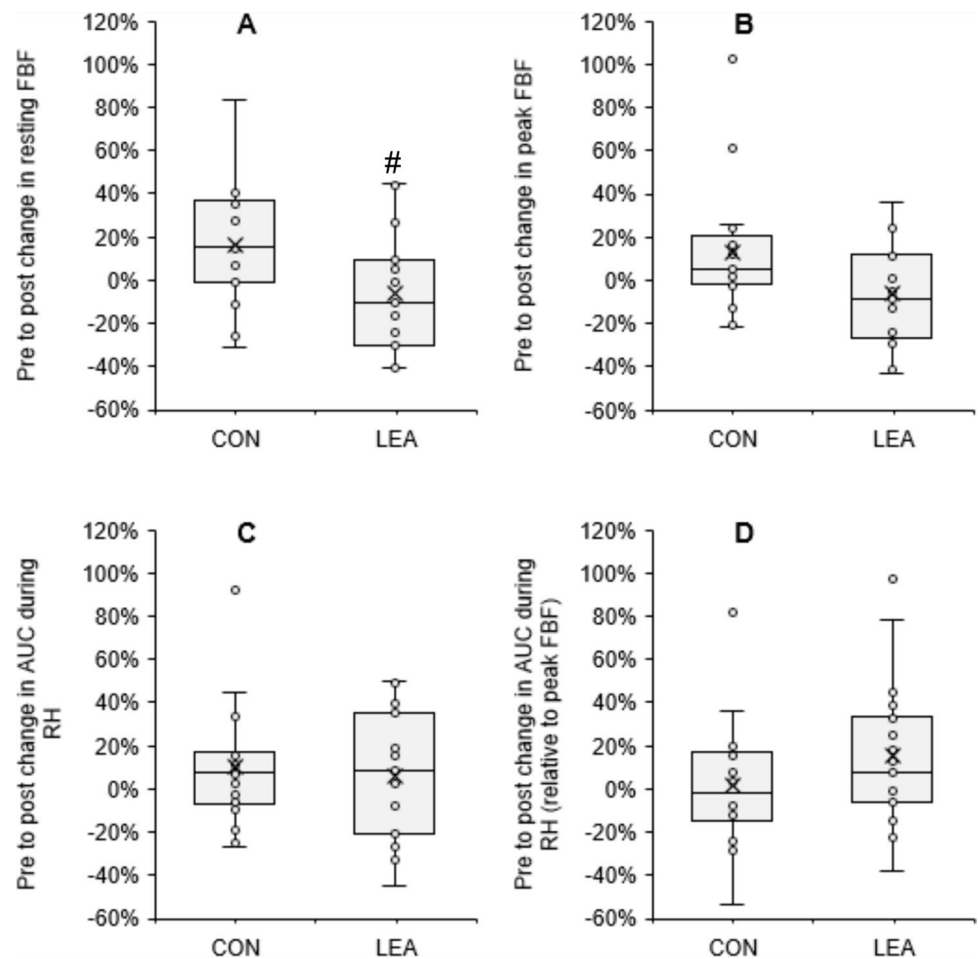 A
Pre to post change in resting FBF
120%
100%
80%
60%
40%
20%
0%
-20%
-40%
-60%
#
CON LEA
B
Pre to post change in peak FBF
120%
100%
80%
60%
40%
20%
0%
-20%
-40%
-60%
CON LEA
C
Pre to post change in AUC during
RH
120%
100%
80%
60%
40%
20%
0%
-20%
-40%
-60%
CON LEA
D
Pre to post change in AUC during
RH (relative to peak FBF)
120%
100%
80%
60%
40%
20%
0%
-20%
-40%
-60%
CON LEA